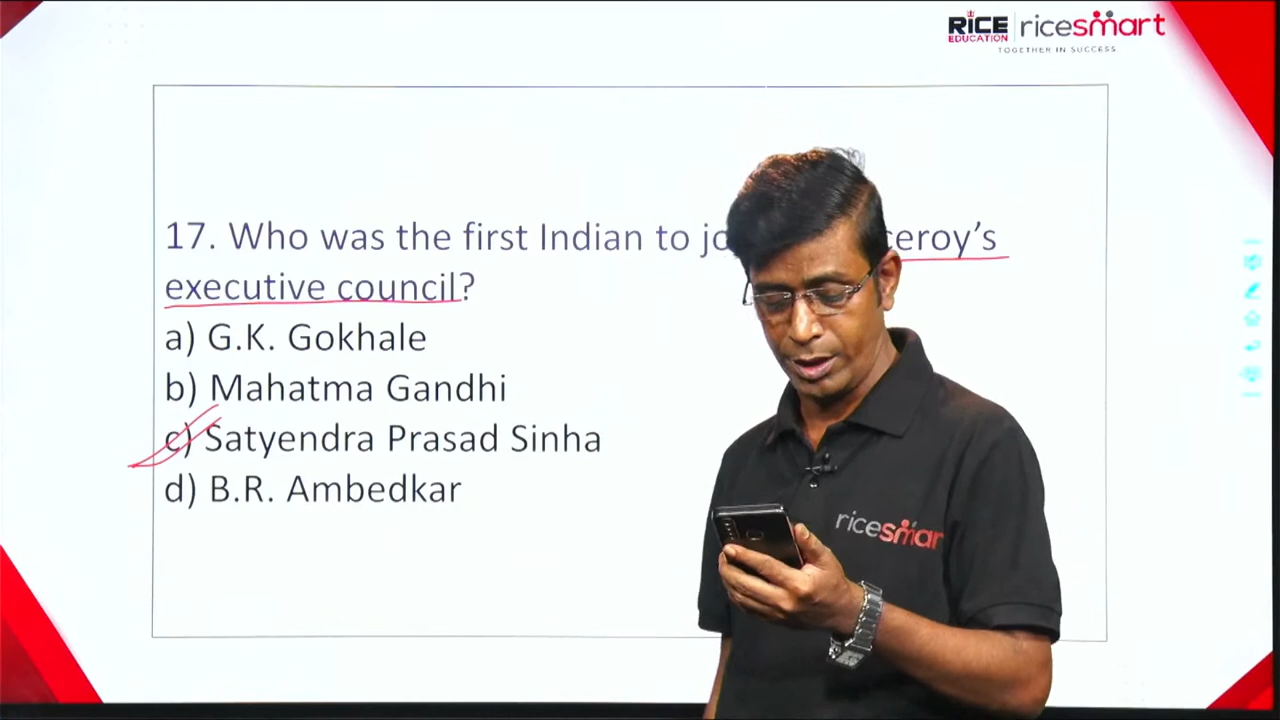 RICE
EDUCATION
ricesmart
TOGETHER IN SUCCESS
17. Who was the first Indian to jo ceroy's
executive council?
a) G.K. Gokhale
b) Mahatma Gandhi
c) Satyendra Prasad Sinha
d) B.R. Ambedkar
ricesmar